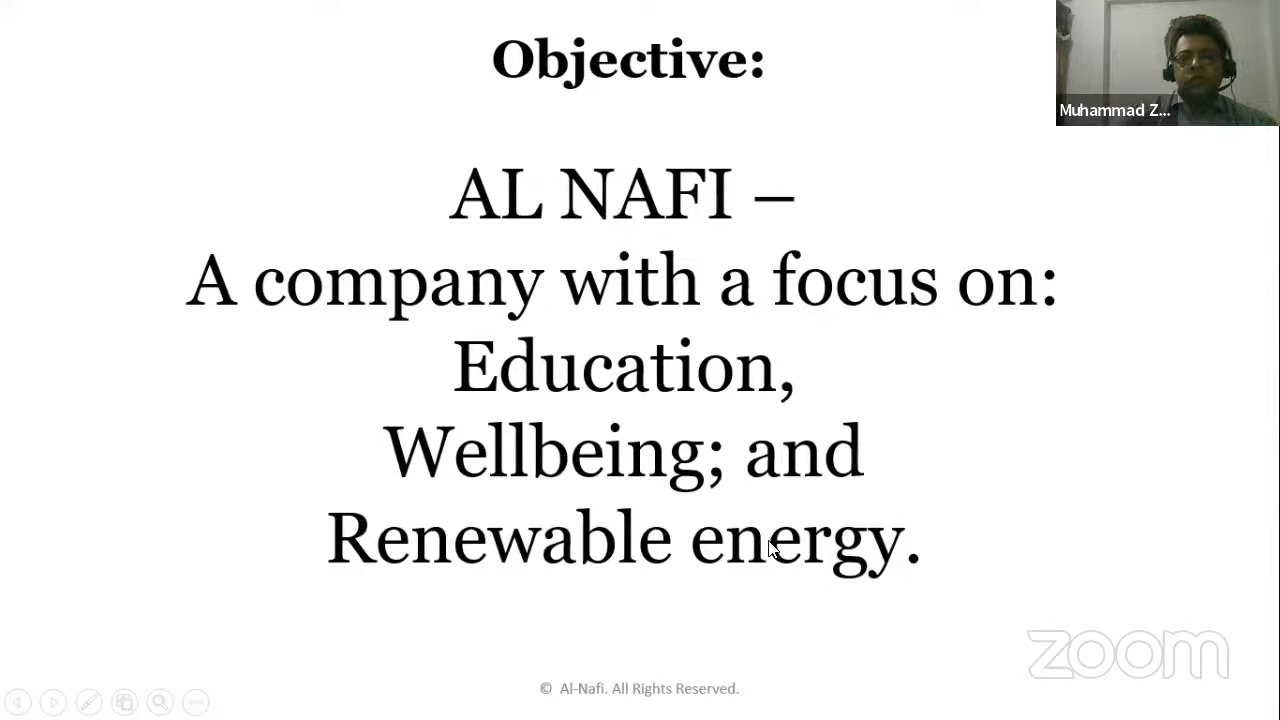 Objective:
Muhammad Z...
AL NAFI –
A company with a focus on:
Education,
Wellbeing; and
Renewable energy.
zoom
© Al-Nafi. All Rights Reserved.